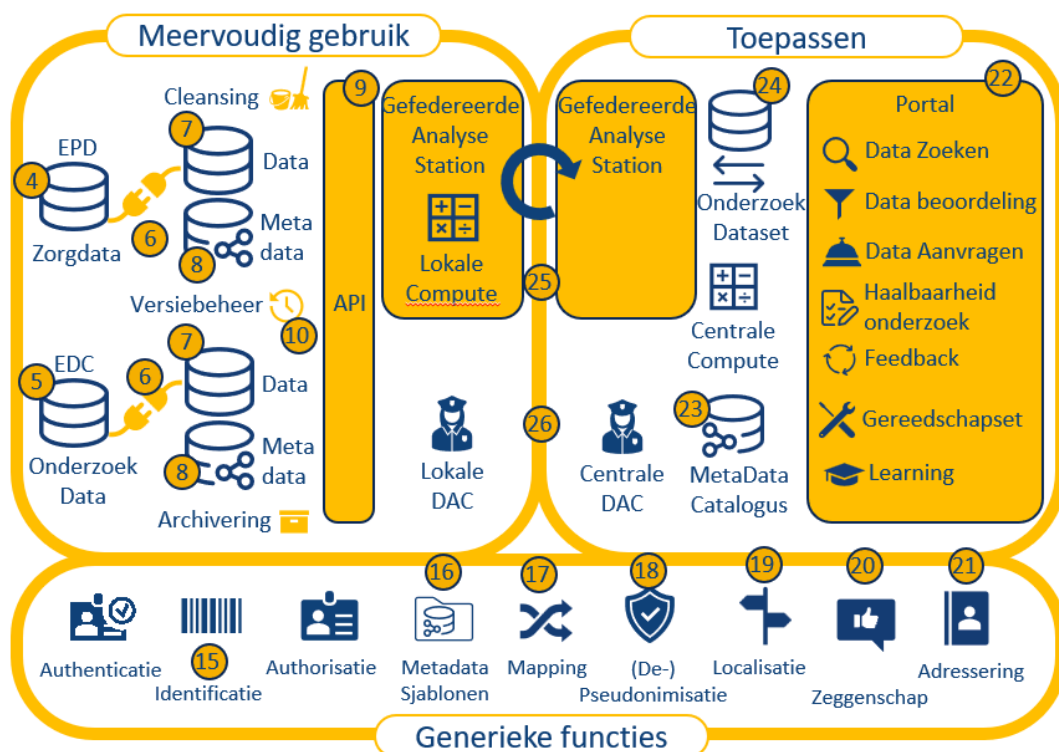 Meervoudig gebruik
Cleansing
7
EPD
Data
4
6
Meta
data
Zorgdata
8
Versiebeheer
10
7
EDC
5
6
Data
Meta
data
8
Onderzoek
Data
Archivering
9
API
Gefedereerde
Analyse
Station
Lokale
Compute
Lokale
DAC
25
26
Toepassen
Gefedereerde
Analyse
Station
24
Onderzoek
Dataset
Centrale
Compute
23
MetaData
Catalogus
Centrale
DAC
22
Portal
Data Zoeken
Data beoordeling
Data Aanvragen
Haalbaarheid
onderzoek
Feedback
Gereedschapset
Learning
Authenticatie
15
Identificatie
Authorisatie
16
Metadata
Sjablonen
17
Mapping
18
(De-)
Pseudonimisatie
19
Localisatie
20
Zeggenschap
21
Adressering
Generieke functies